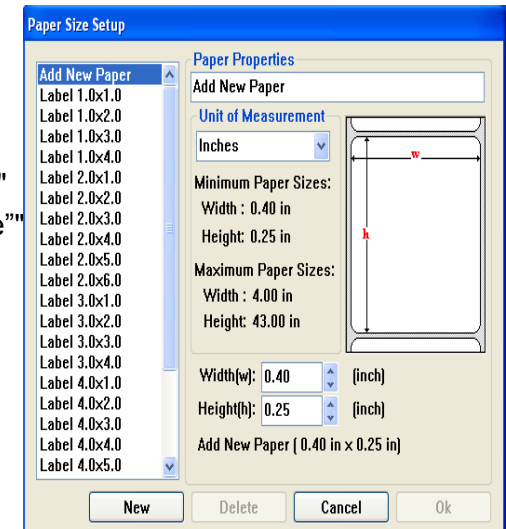 Paper Size Setup
Add New Paper
Label 1.0x1.0
Label 1.0x2.0
Label 1.0x3.0
Label 1.0x4.0
Label 2.0x1.0
Label 2.0x2.0
Label 2.0x3.0
Label 2.0x4.0
Label 2.0x5.0
Label 2.0x6.0
Label 3.0x1.0
Label 3.0x2.0
Label 3.0x3.0
Label 3.0x4.0
Label 4.0x1.0
Label 4.0x2.0
Label 4.0x3.0
Label 4.0x4.0
Label 4.0x5.0
Paper Properties
Add New Paper
Unit of Measurement
Inches
Minimum Paper Sizes:
Width : 0.40 in
Height: 0.25 in
Maximum Paper Sizes:
Width : 4.00 in
Height: 43.00 in
w
h
Width(w): 0.40 (inch)
Height(h): 0.25 (inch)
Add New Paper ( 0.40 in x 0.25 in)
New Delete Cancel Ok